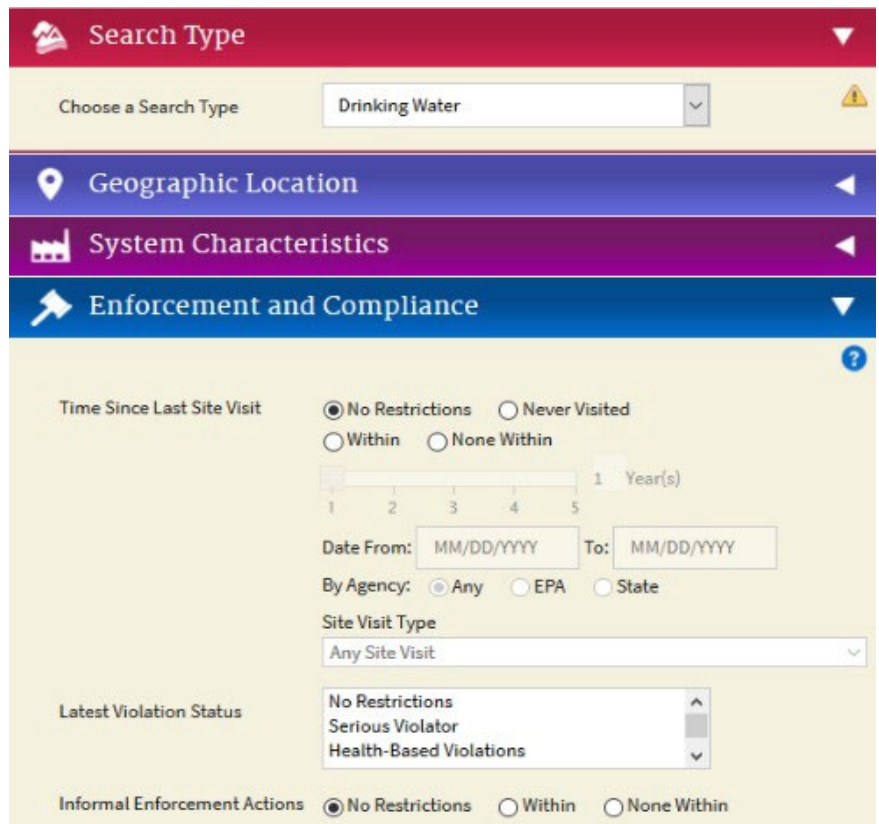 Search Type
Choose a Search Type Drinking Water
Geographic Location
System Characteristics
Enforcement and Compliance
?
Time Since Last Site Visit No Restrictions Never Visited
Within None Within
1 Year(s)
1 2 3 4 5
Date From: MM/DD/YYYY To: MM/DD/YYYY
By Agency: Any EPA State
Site Visit Type
Any Site Visit
Latest Violation Status No Restrictions
Serious Violator
Health-Based Violations
Informal Enforcement Actions No Restrictions Within None Within